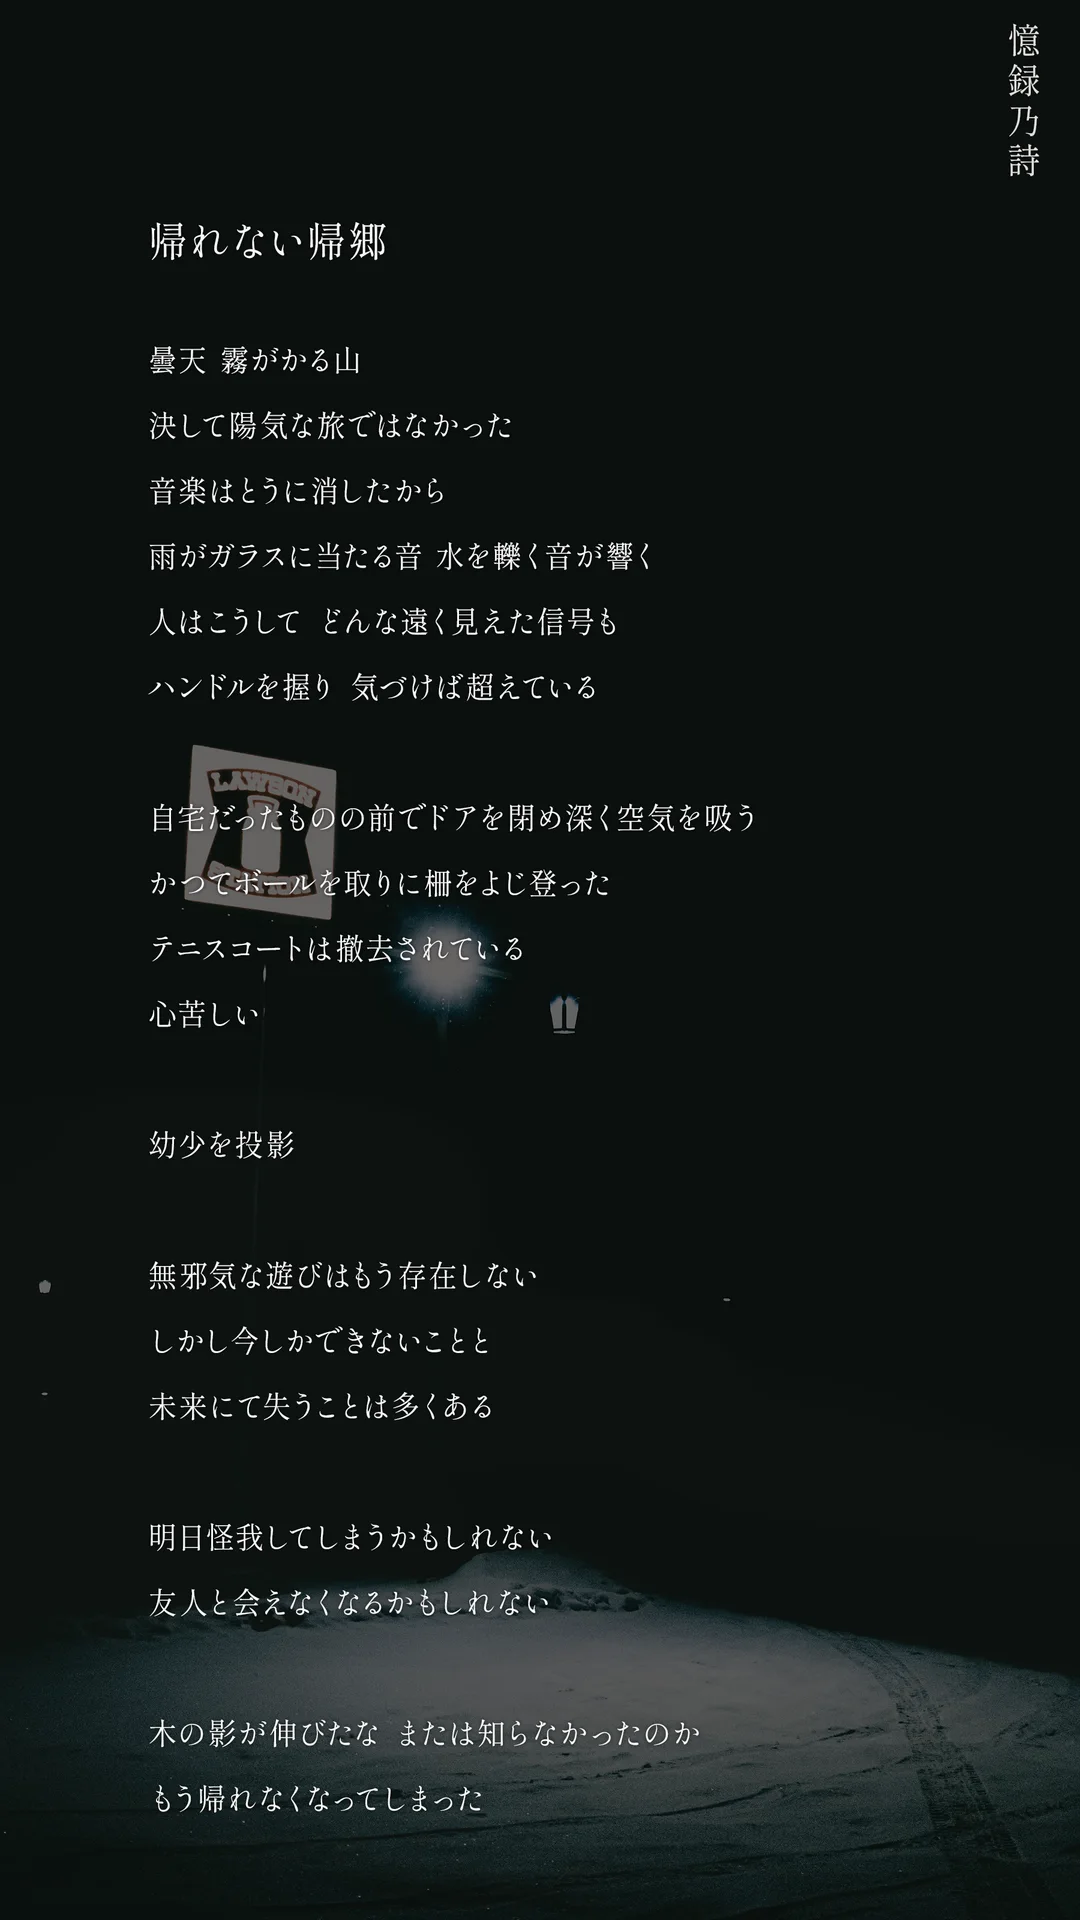 憶録乃詩
帰れない帰郷
曇天 霧がかる山
決して陽気な旅ではなかった
音楽はとうに消したから
雨がガラスに当たる音 水を轢く音が響く
人はこうして どんな遠く見えた信号も
ハンドルを握り 気づけば超えている
LAWSON
自宅だったものの前でドアを閉め深く空気を吸う
かつてボールを取りに柵をよじ登った
STATION
テニスコートは撤去されている
心苦しい
幼少を投影
無邪気な遊びはもう存在しない
しかし今しかできないことと
未来にて失うことは多くある
明日怪我してしまうかもしれない
友人と会えなくなるかもしれない
木の影が伸びたな または知らなかったのか
もう帰れなくなってしまった